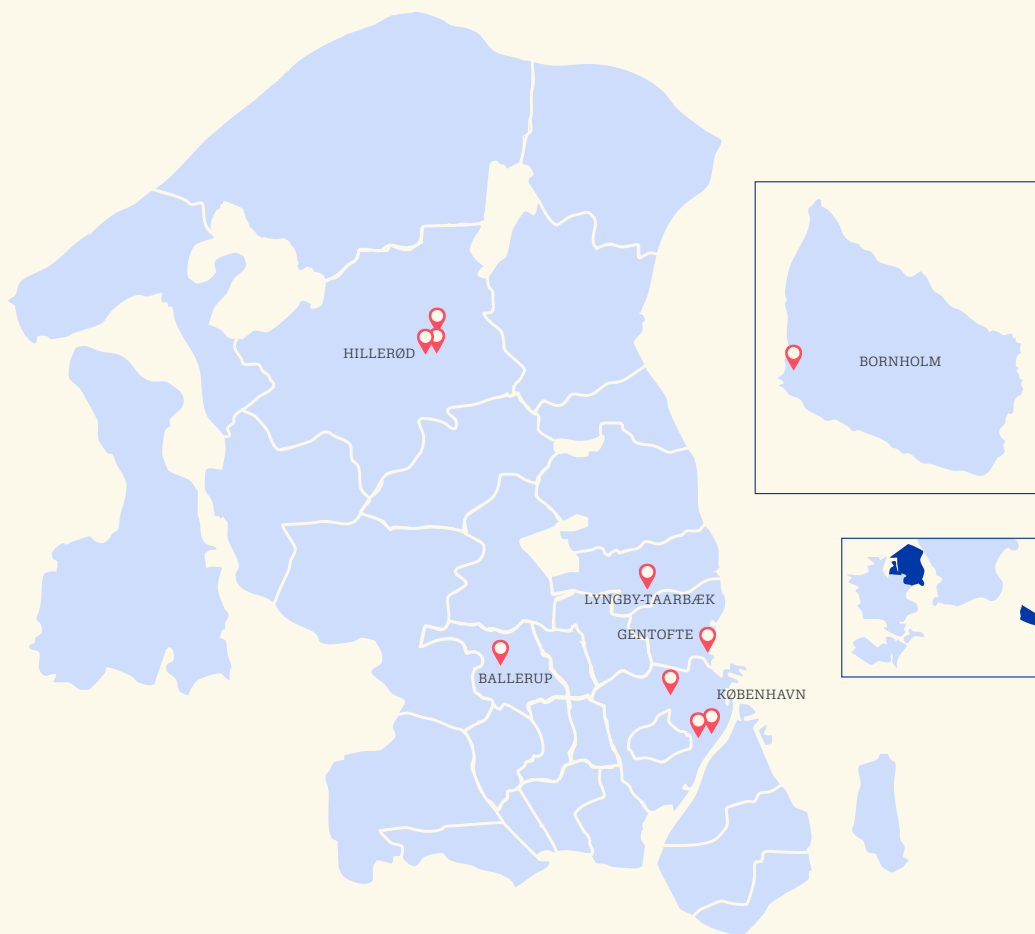 HILLERØD
BORNHOLM
LYNGBY-TAARBÆK
GENTOFTE
BALLERUP
KØBENHAVN